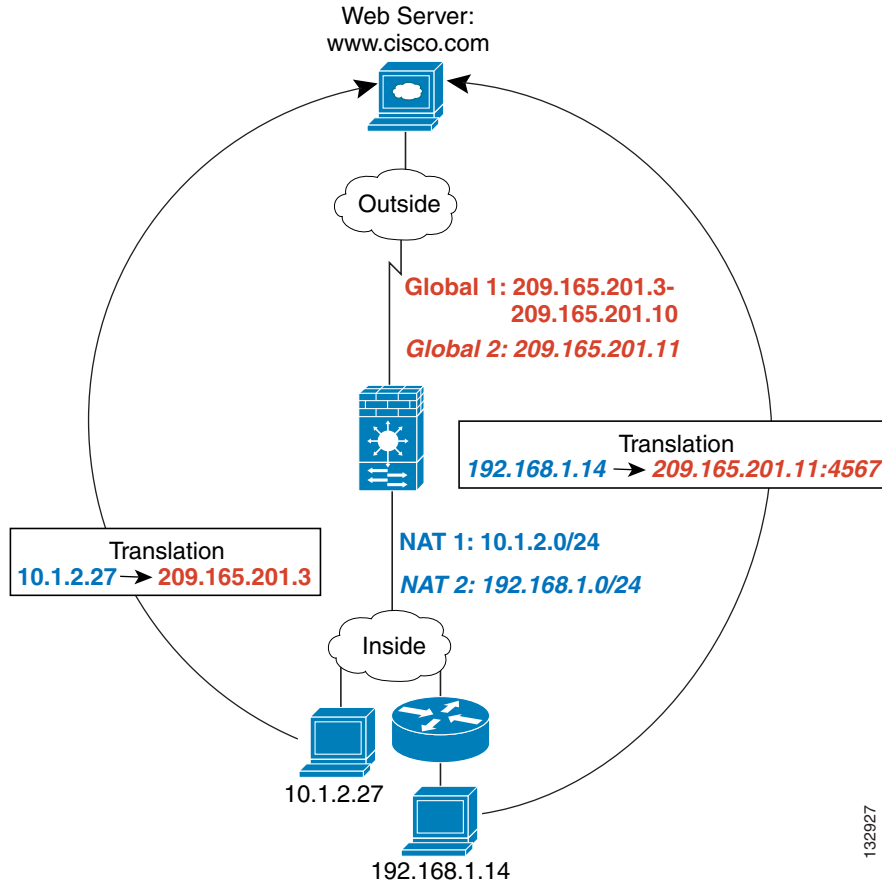 Web Server:
www.cisco.com
Outside
Global 1: 209.165.201.3-
209.165.201.10
Global 2: 209.165.201.11
Translation
192.168.1.14 → 209.165.201.11:4567
Translation
10.1.2.27 → 209.165.201.3
NAT 1: 10.1.2.0/24
NAT 2: 192.168.1.0/24
Inside
10.1.2.27
192.168.1.14
132927